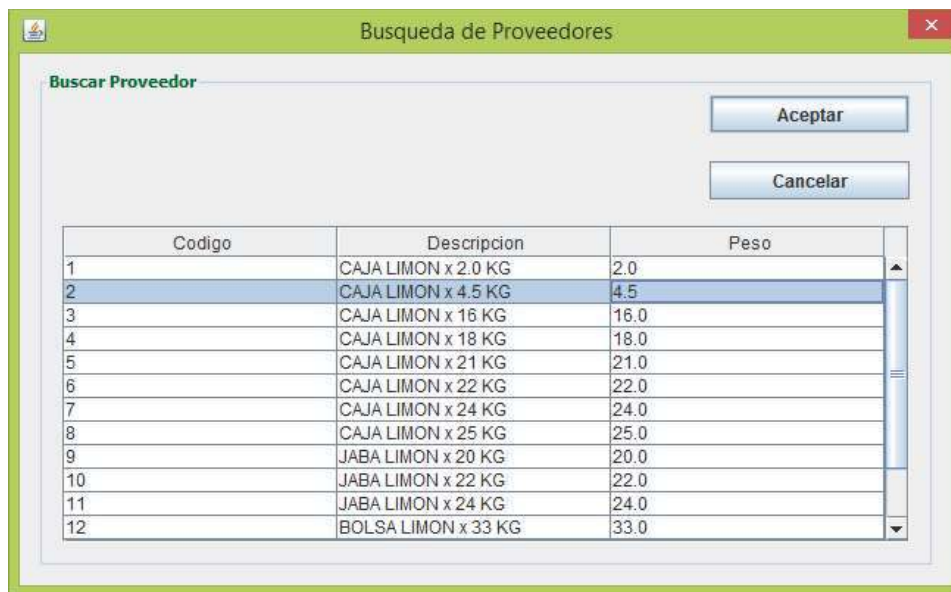 Busqueda de Proveedores
Buscar Proveedor
Aceptar
Cancelar
Codigo Descripcion Peso
1 CAJA LIMON x 2.0 KG 2.0
2 CAJA LIMON x 4.5 KG 4.5
3 CAJA LIMON x 16 KG 16.0
4 CAJA LIMON x 18 KG 18.0
5 CAJA LIMON x 21 KG 21.0
6 CAJA LIMON x 22 KG 22.0
7 CAJA LIMON x 24 KG 24.0
8 CAJA LIMON x 25 KG 25.0
9 JABA LIMON x 20 KG 20.0
10 JABA LIMON x 22 KG 22.0
11 JABA LIMON x 24 KG 24.0
12 BOLSA LIMON x 33 KG 33.0